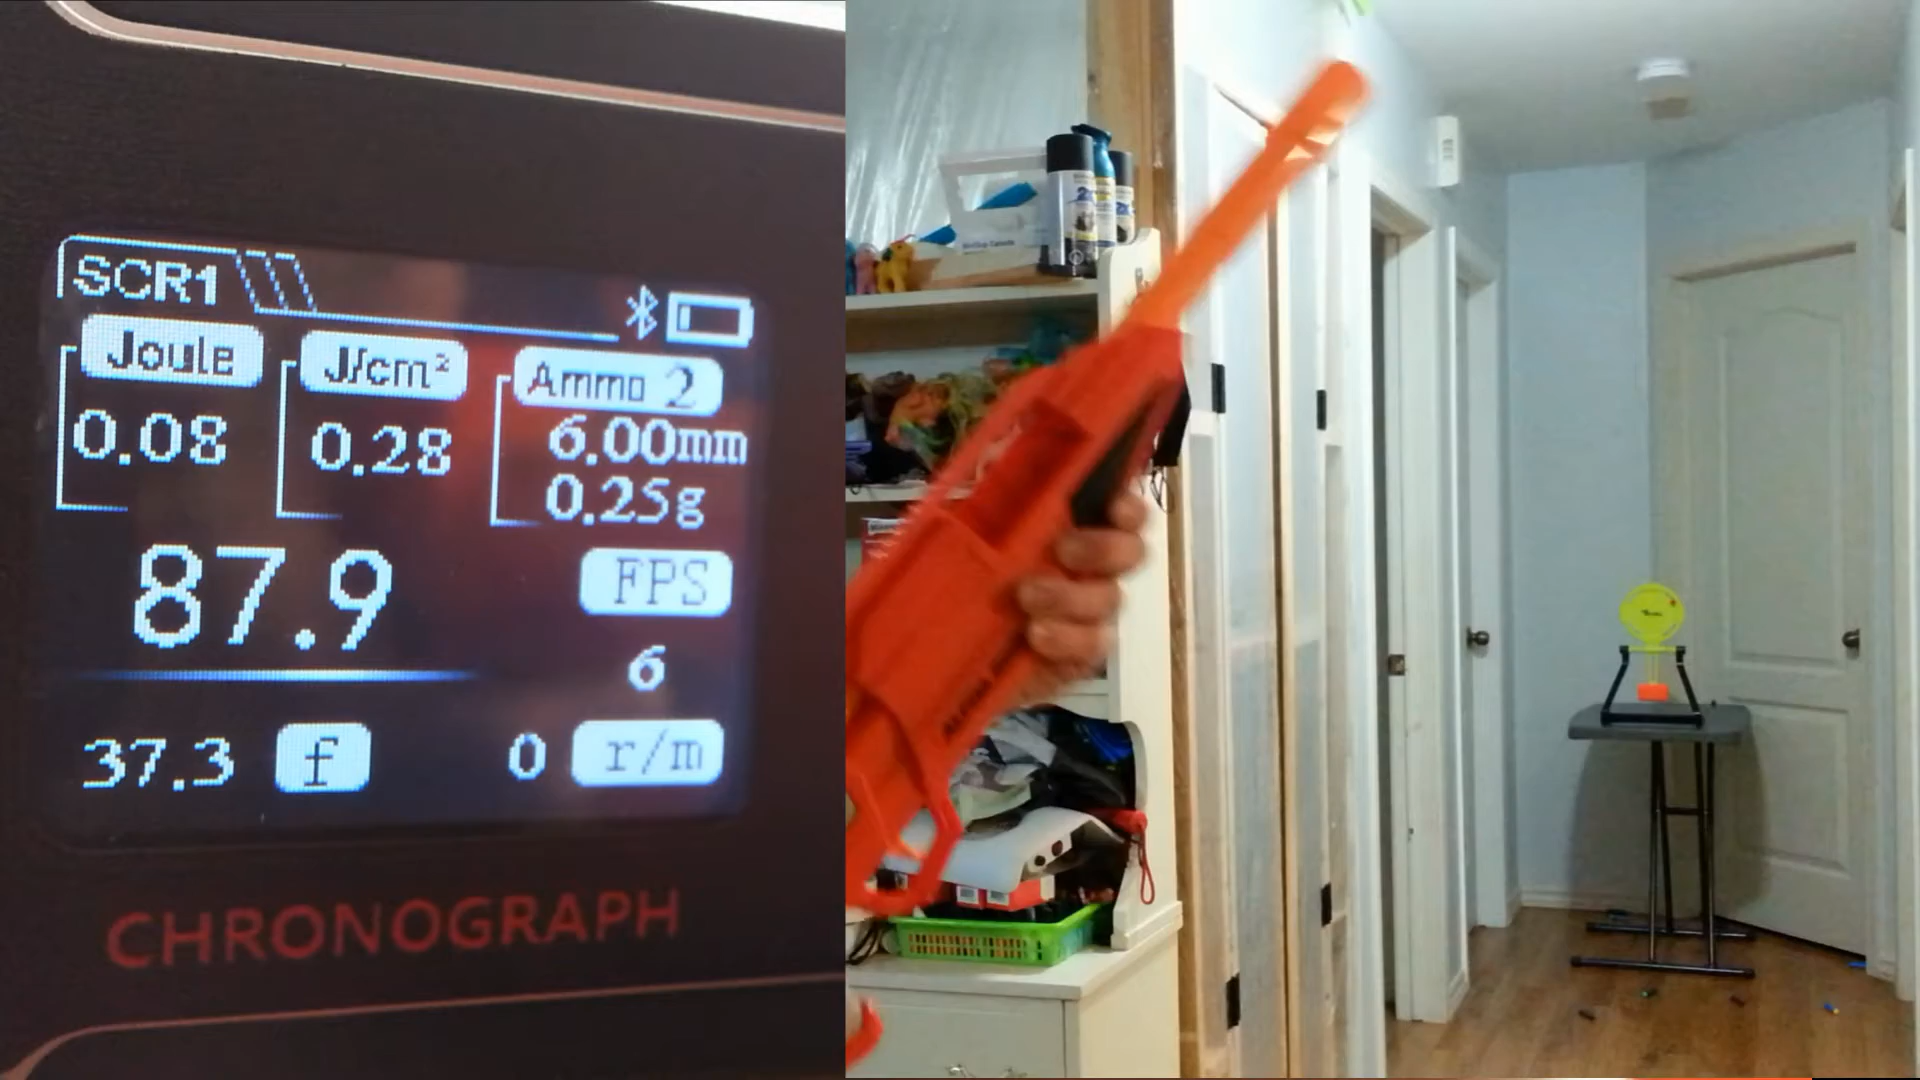 SCR1
Joule
J/cm²
Ammo 2
0.08
0.28
6.00mm
0.25g
87.9
FPS
6
37.3
f
0
r/m
CHRONOGRAPH